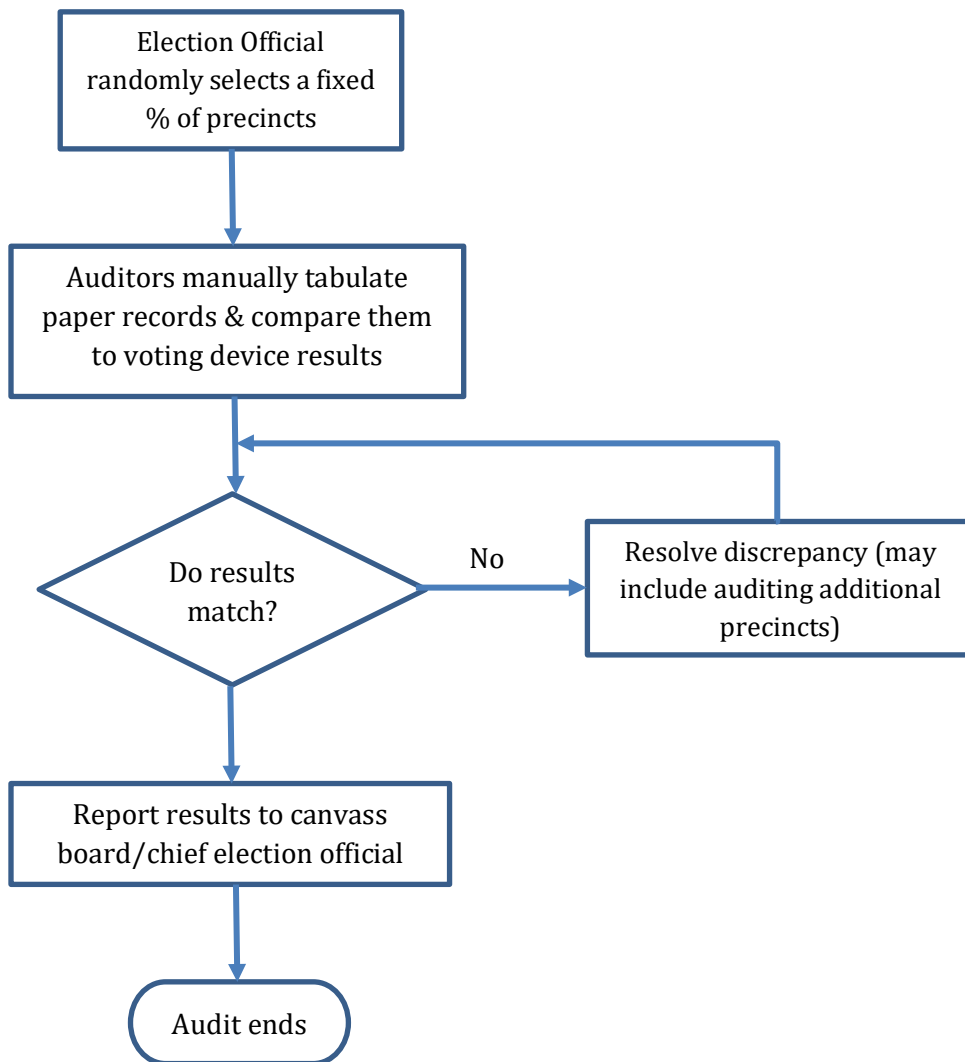 Election Official
randomly selects a fixed
% of precincts
Auditors manually tabulate
paper records & compare them
to voting device results
Do results
match?
No
Resolve discrepancy (may
include auditing additional
precincts)
Report results to canvass
board/chief election official
Audit ends